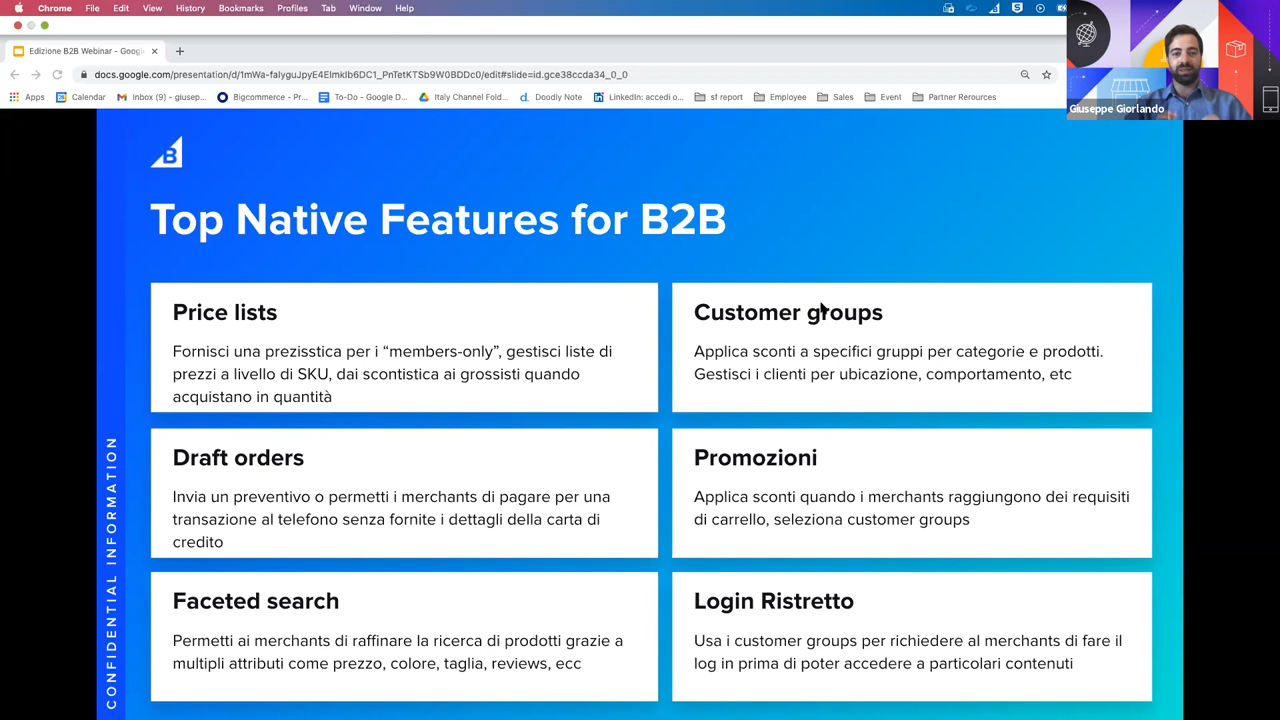 Chrome File Edit View History Bookmarks Profiles Tab Window Help
Edizione B2B Webinar - Googl
docs.google.com/presentation/d/1mWa-falyguJpyE4ElmkIb6DC1_PnTetKTSb9W0BDDc0/edit#slide=id.gce38ccda34_0_0
Apps Calendar Inbox (9) - giusep... Bigcommerce - Pr... To-Do - Google D... Italy Channel Fold... Doodly Note LinkedIn: accedi o... sf report Employee Sales Event Partner Rerources
Giuseppe Giorlando
B
Top Native Features for B2B
Price lists
Fornisci una prezisstica per i “members-only”, gestisci liste di
prezzi a livello di SKU, dai scontistica ai grossisti quando
acquistano in quantità
Customer groups
Applica sconti a specifici gruppi per categorie e prodotti.
Gestisci i clienti per ubicazione, comportamento, etc
Draft orders
Invia un preventivo o permetti i merchants di pagare per una
transazione al telefono senza fornite i dettagli della carta di
credito
Promozioni
Applica sconti quando i merchants raggiungono dei requisiti
di carrello, seleziona customer groups
Faceted search
Permetti ai merchants di raffinare la ricerca di prodotti grazie a
multipli attributi come prezzo, colore, taglia, reviews, ecc
Login Ristretto
Usa i customer groups per richiedere al merchants di fare il
log in prima di poter accedere a particolari contenuti
CONFIDENTIAL INFORMATION